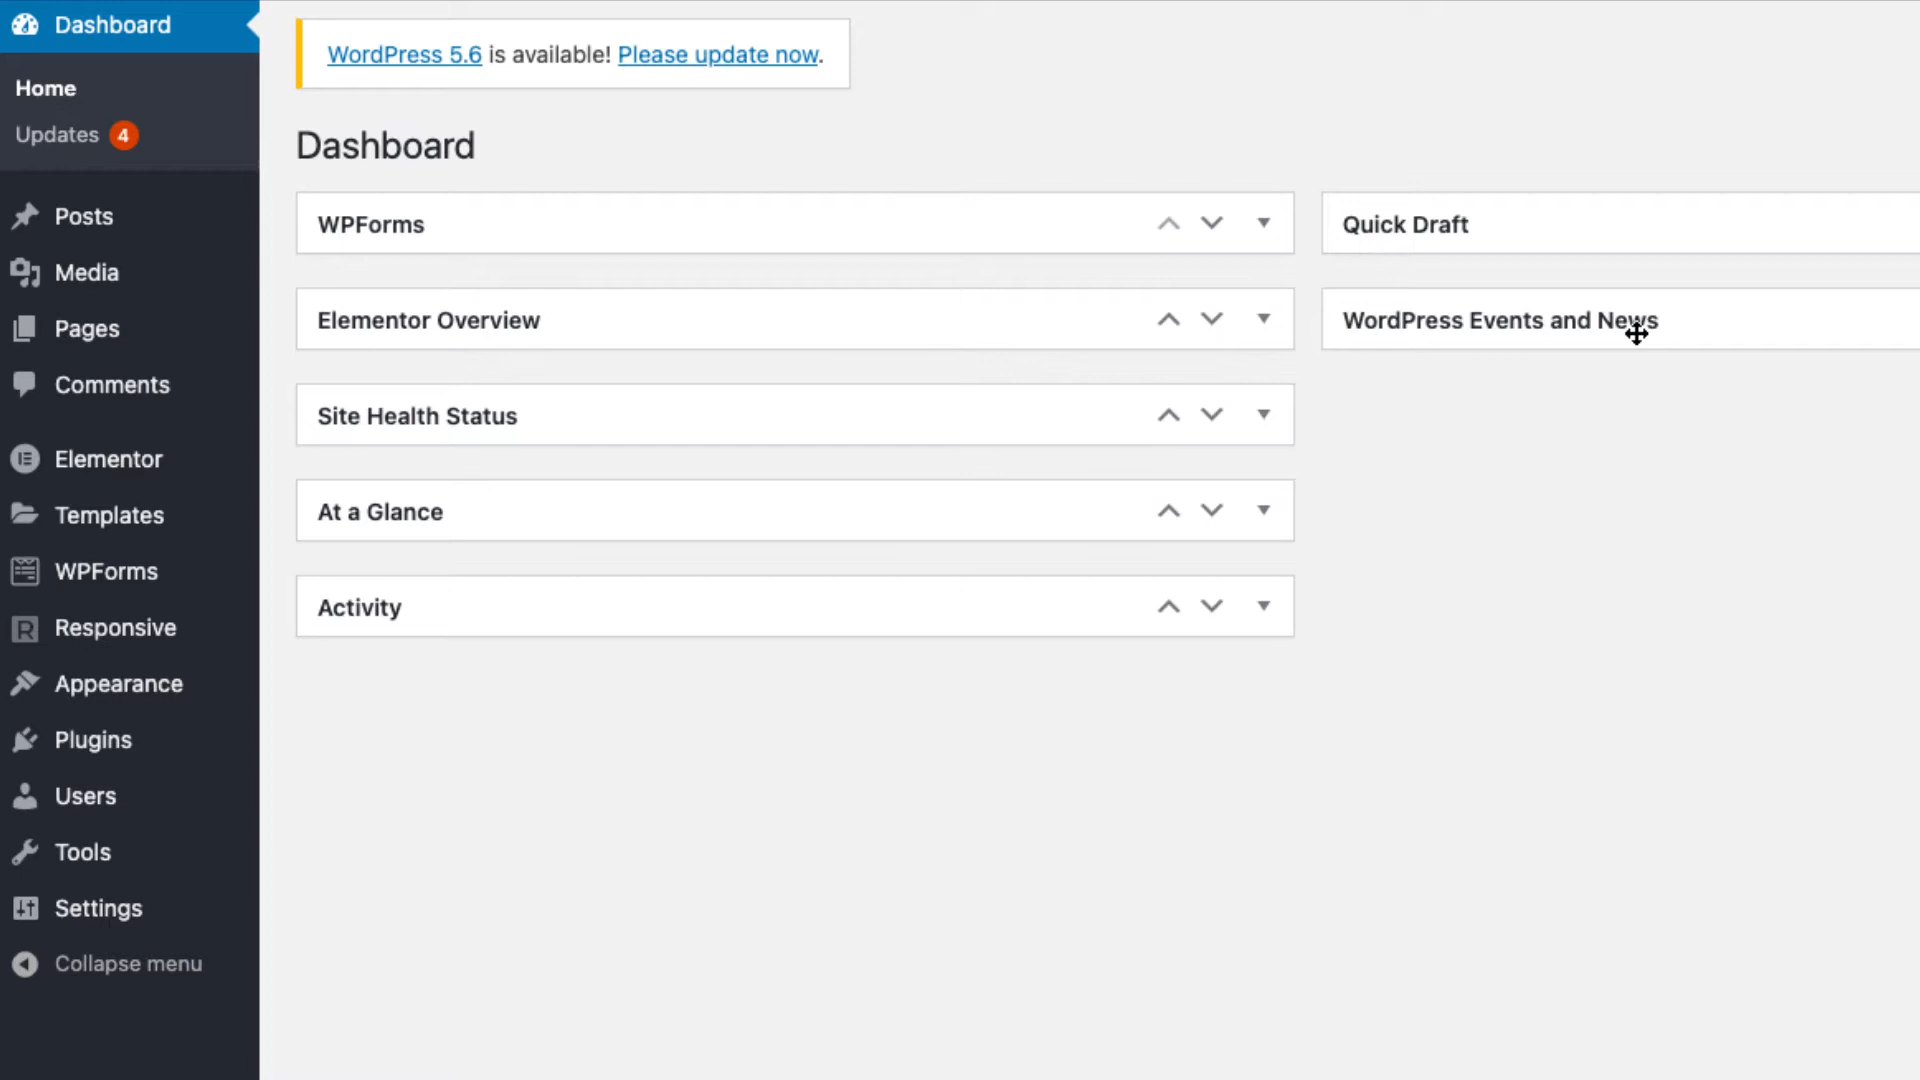 Dashboard
Home
Updates 4
Posts
Media
Pages
Comments
Elementor
Templates
WPForms
Responsive
Appearance
Plugins
Users
Tools
Settings
Collapse menu
WordPress 5.6 is available! Please update now.
Dashboard
WPForms
Elementor Overview
Site Health Status
At a Glance
Activity
Quick Draft
WordPress Events and News